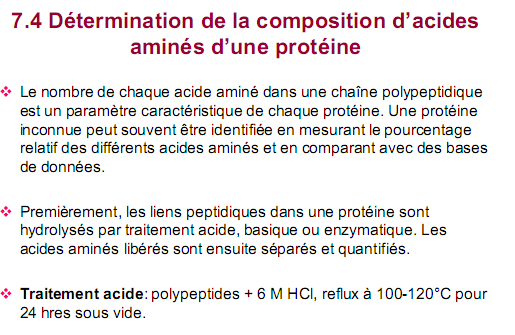 7.4 Détermination de la composition d'acides
aminés d'une protéine
Le nombre de chaque acide aminé dans une chaîne polypeptidique
est un paramètre caractéristique de chaque protéine. Une protéine
inconnue peut souvent être identifiée en mesurant le pourcentage
relatif des différents acides aminés et en comparant avec des bases
de données.
Premièrement, les liens peptidiques dans une protéine sont
hydrolysés par traitement acide, basique ou enzymatique. Les
acides aminés libérés sont ensuite séparés et quantifiés.
Traitement acide: polypeptides + 6 M HCl, reflux à 100-120°C pour
24 hres sous vide.